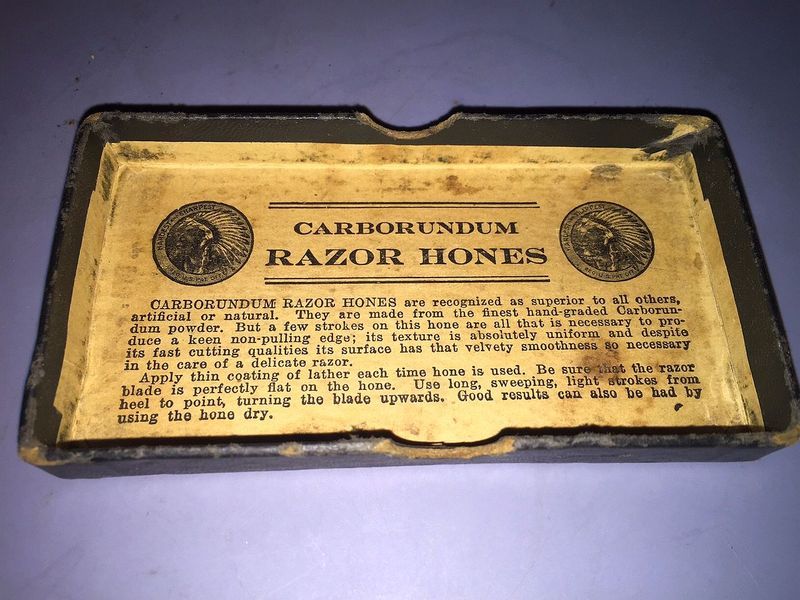 CARBORUNDUM
RAZOR HONES
CARBORUNDUM RAZOR HONES are recognized as superior to all others,
artificial or natural. They are made from the finest hand-graded Carborun-
dum powder. But a few strokes on this hone are all that is necessary to pro-
duce a keen non-pulling edge; its texture is absolutely uniform and despite
its fast cutting qualities its surface has that velvety smoothness so necessary
in the care of a delicate razor.
Apply thin coating of lather each time hone is used. Be sure that the razor
blade is perfectly flat on the hone. Use long, sweeping, light strokes from
heel to point, turning the blade upwards. Good results can also be had by
using the hone dry.